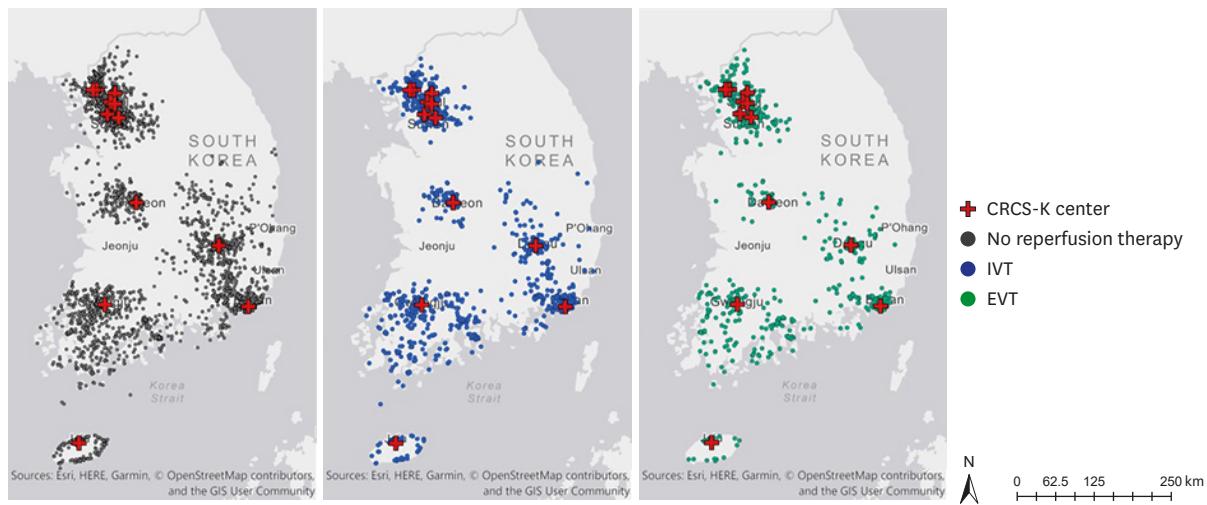 SOUTH
KOREA
P'Ohang
Jeonju
Ulsan
Korea
Strait
Sources: Esri, HERE, Garmin, © OpenStreetMap contributors,
and the GIS User Community
SOUTH
KOREA
P'Ohang
Jeonju
Ulsan
Korea
Strait
Sources: Esri, HERE, Garmin, © OpenStreetMap contributors,
and the GIS User Community
SOUTH
KOREA
P'Ohang
Jeonju
Ulsan
Korea
Strait
Sources: Esri, HERE, Garmin, © OpenStreetMap contributors,
and the GIS User Community
CRCS-K center
No reperfusion therapy
IVT
EVT
N
0 62.5 125 250 km